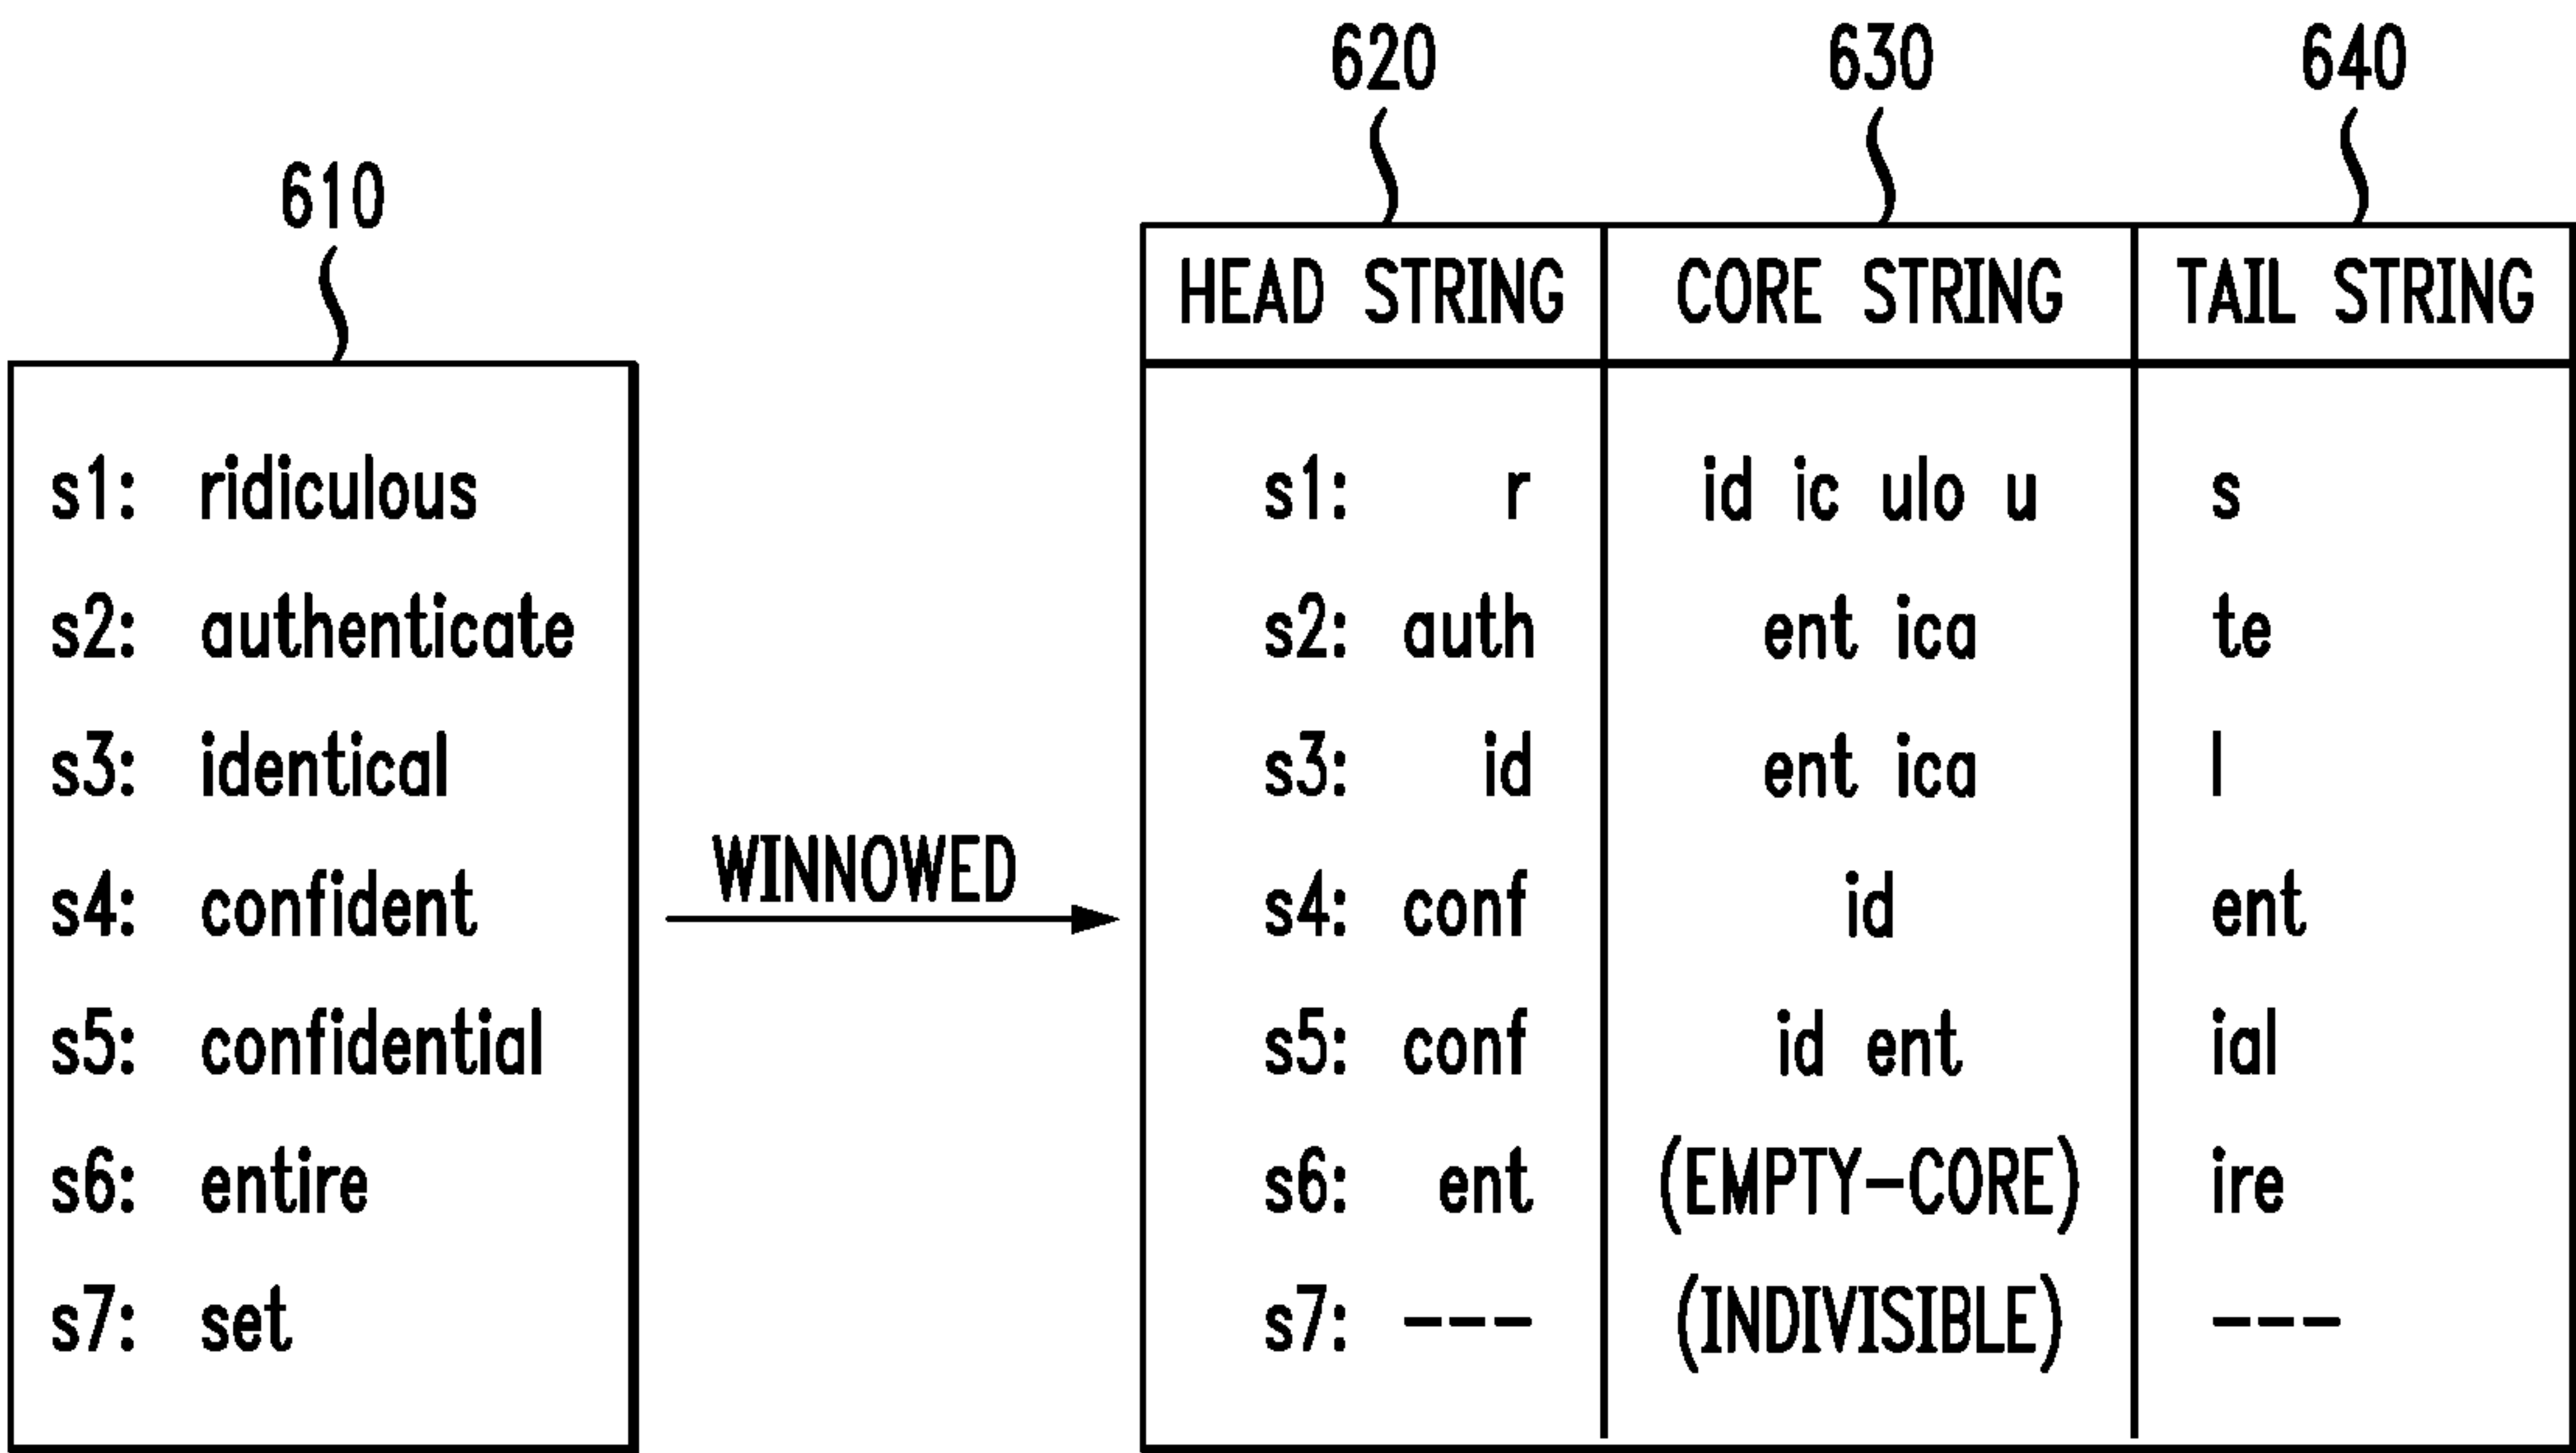 620 630 640
610
HEAD STRING CORE STRING TAIL STRING
s1: ridiculous
s2: authenticate
s3: identical
s4: confident
s5: confidential
s6: entire
s7: set
WINNOWED
s1: r id ic ulo u s
s2: auth ent ica te
s3: id ent ica l
s4: conf id ent
s5: conf id ent ial
s6: ent (EMPTY-CORE) ire
s7: --- (INDIVISIBLE) ---